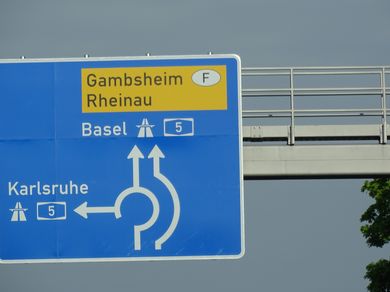 Gambsheim F
Rheinau
Basel 5
Karlsruhe
5